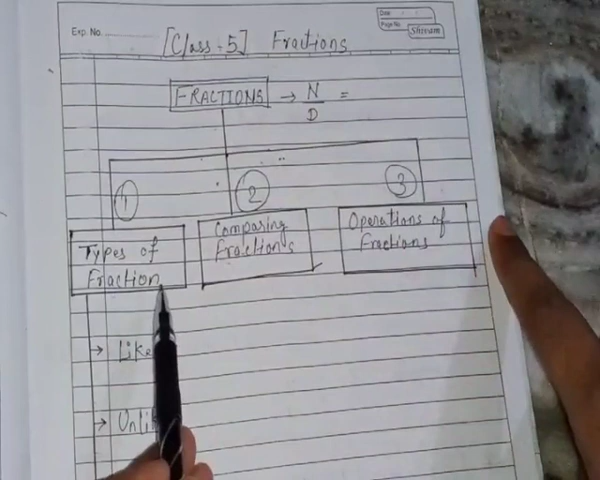 Exp. No.
Date
Page No.
Shivam
[Class - 5] Fractions
FRACTIONS → N/D =
1 2 3
Types of Fraction
Comparing Fractions
Operations of Fractions
→ Like
→